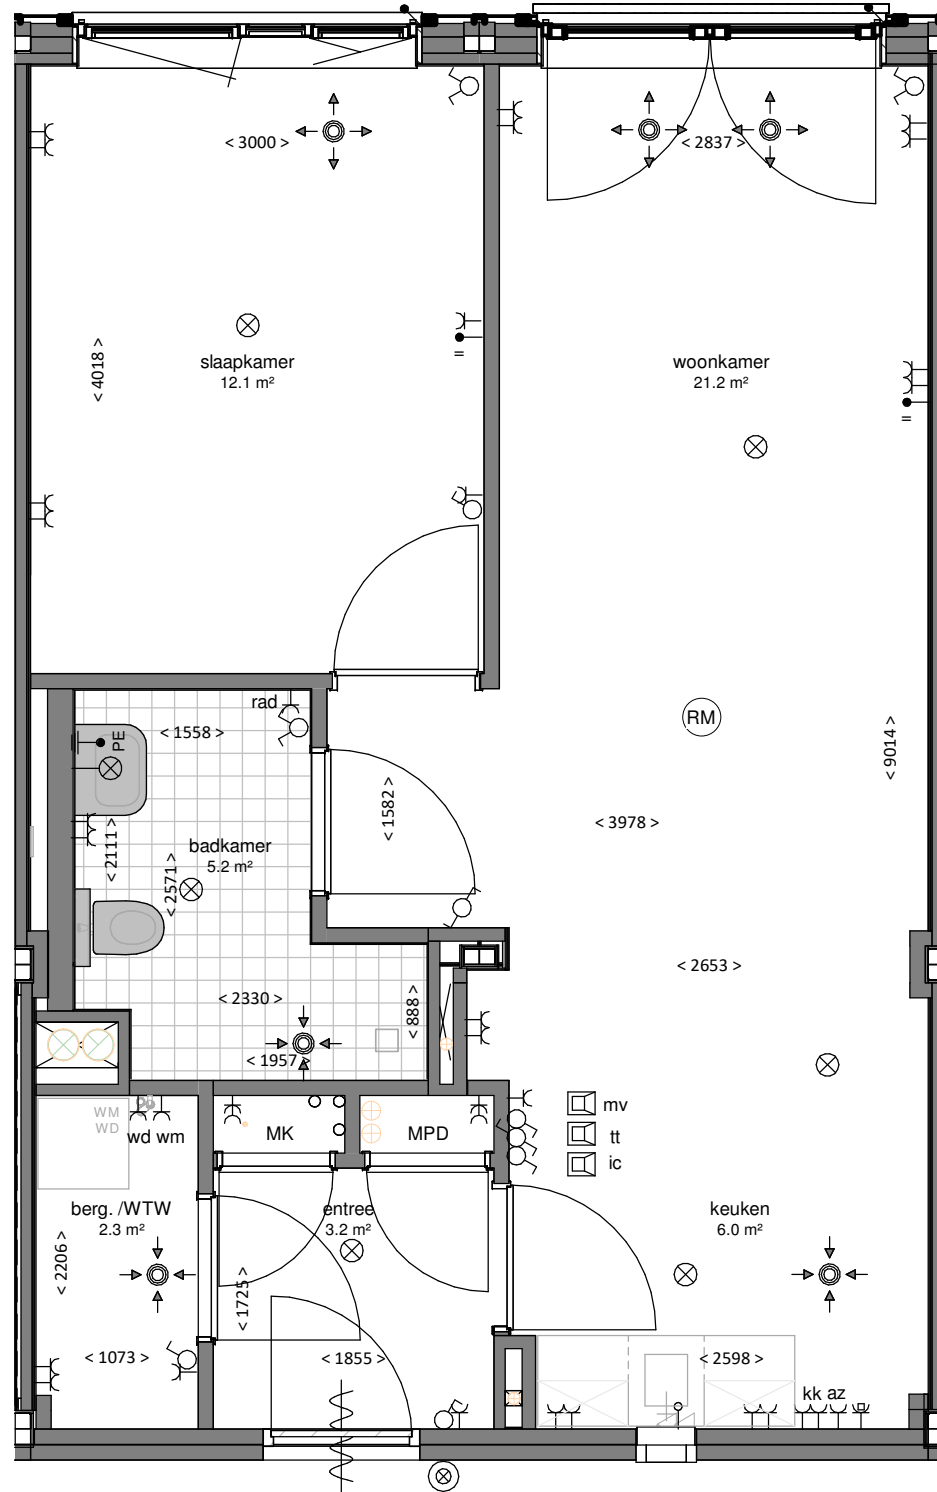 < 3000 >
< 2837 >
slaapkamer
12.1 m²
woonkamer
21.2 m²
< 4018 >
=
=
rad
< 1558 >
PE
RM
< 9014 >
< 1582 >
< 3978 >
badkamer
5.2 m²
< 2111 >
< 2571 >
< 2653 >
< 2330 >
< 888 >
< 1957 >
WM
WD
wd wm
MK
MPD
mv
tt
ic
berg. /WTW
2.3 m²
entree
3.2 m²
keuken
6.0 m²
< 2206 >
< 1725 >
< 1073 >
< 1855 >
< 2598 >
kk az